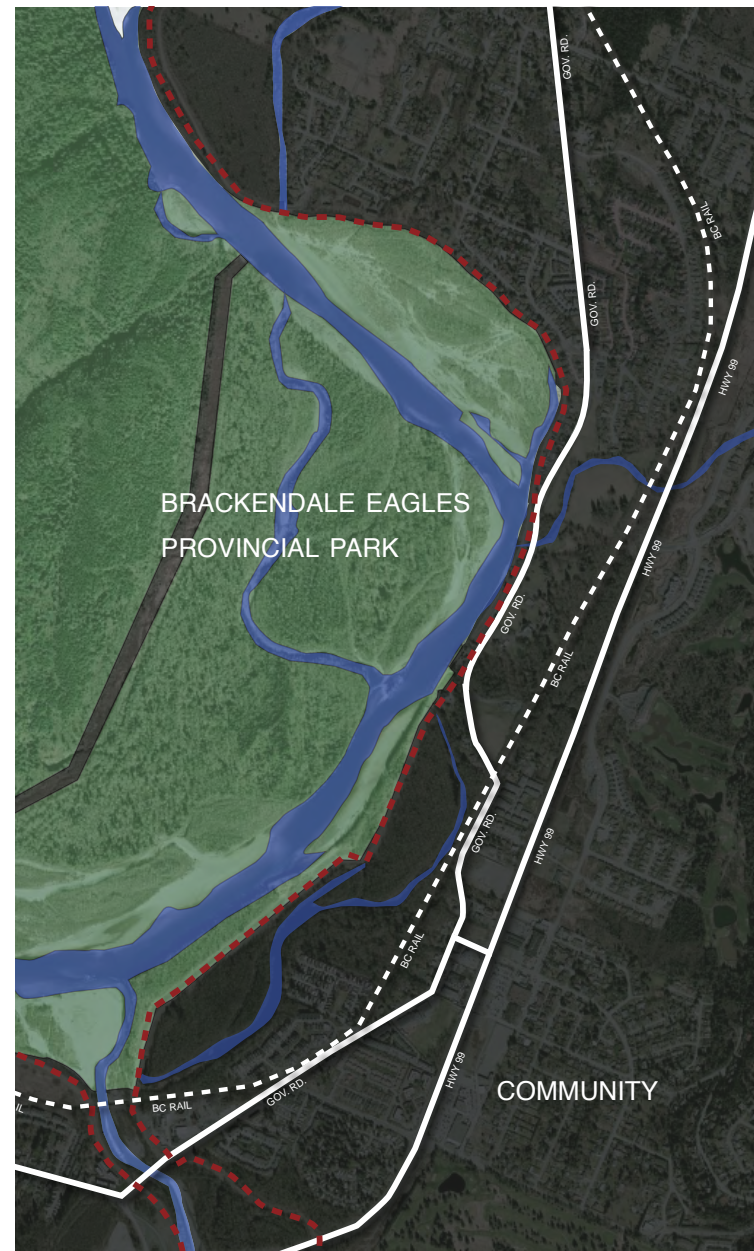 GOV. RD.
BC RAIL
GOV. RD.
HWY 99
BRACKENDALE EAGLES
PROVINCIAL PARK
HWY 99
GOV. RD.
BC RAIL
GOV. RD.
HWY 99
BC RAIL
HWY 99
COMMUNITY
GOV. RD.
BC RAIL
IL